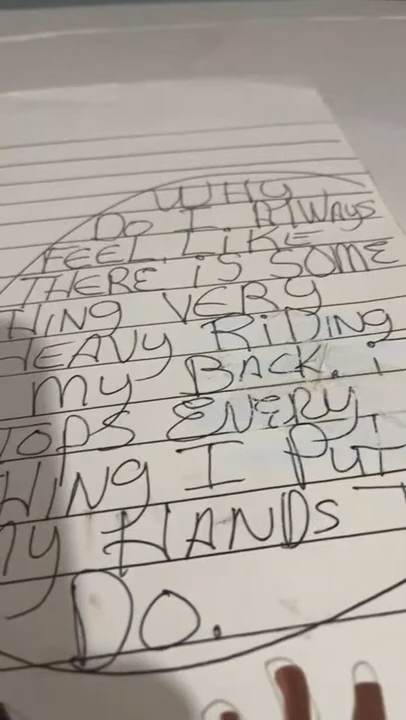 WHY
DO I ALWAYS
FEEL LIKE
THERE is SOME
THING VERY
HEAVY RiDiNg
my BACK. i
TOPS EVERY
HiNg I PUT
MY HANDS T
DO.